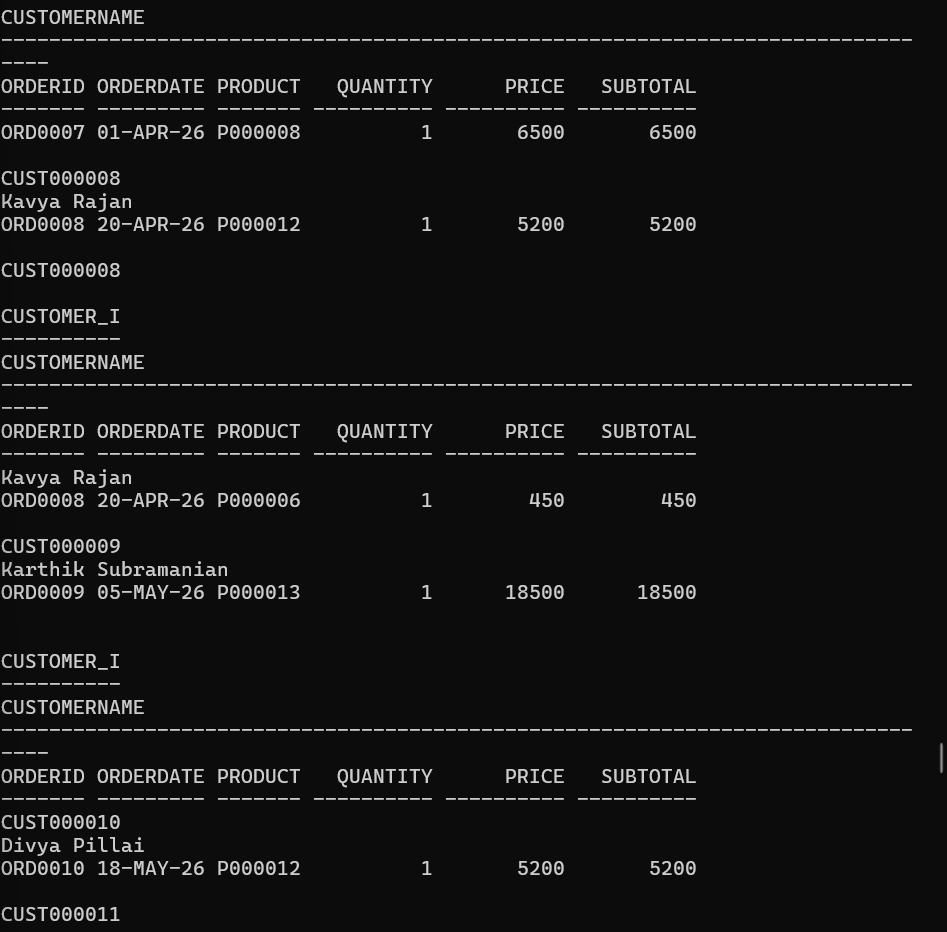 CUSTOMERNAME
----------------------------------------------------------------------------
----
ORDERID ORDERDATE PRODUCT   QUANTITY      PRICE   SUBTOTAL
------- --------- ------- ---------- ---------- ----------
ORD0007 01-APR-26 P000008          1       6500       6500
CUST000008
Kavya Rajan
ORD0008 20-APR-26 P000012          1       5200       5200
CUST000008
CUSTOMER_I
----------
CUSTOMERNAME
----------------------------------------------------------------------------
----
ORDERID ORDERDATE PRODUCT   QUANTITY      PRICE   SUBTOTAL
------- --------- ------- ---------- ---------- ----------
Kavya Rajan
ORD0008 20-APR-26 P000006          1        450        450
CUST000009
Karthik Subramanian
ORD0009 05-MAY-26 P000013          1      18500      18500
CUSTOMER_I
----------
CUSTOMERNAME
----------------------------------------------------------------------------
----
ORDERID ORDERDATE PRODUCT   QUANTITY      PRICE   SUBTOTAL
------- --------- ------- ---------- ---------- ----------
CUST000010
Divya Pillai
ORD0010 18-MAY-26 P000012          1       5200       5200
CUST000011